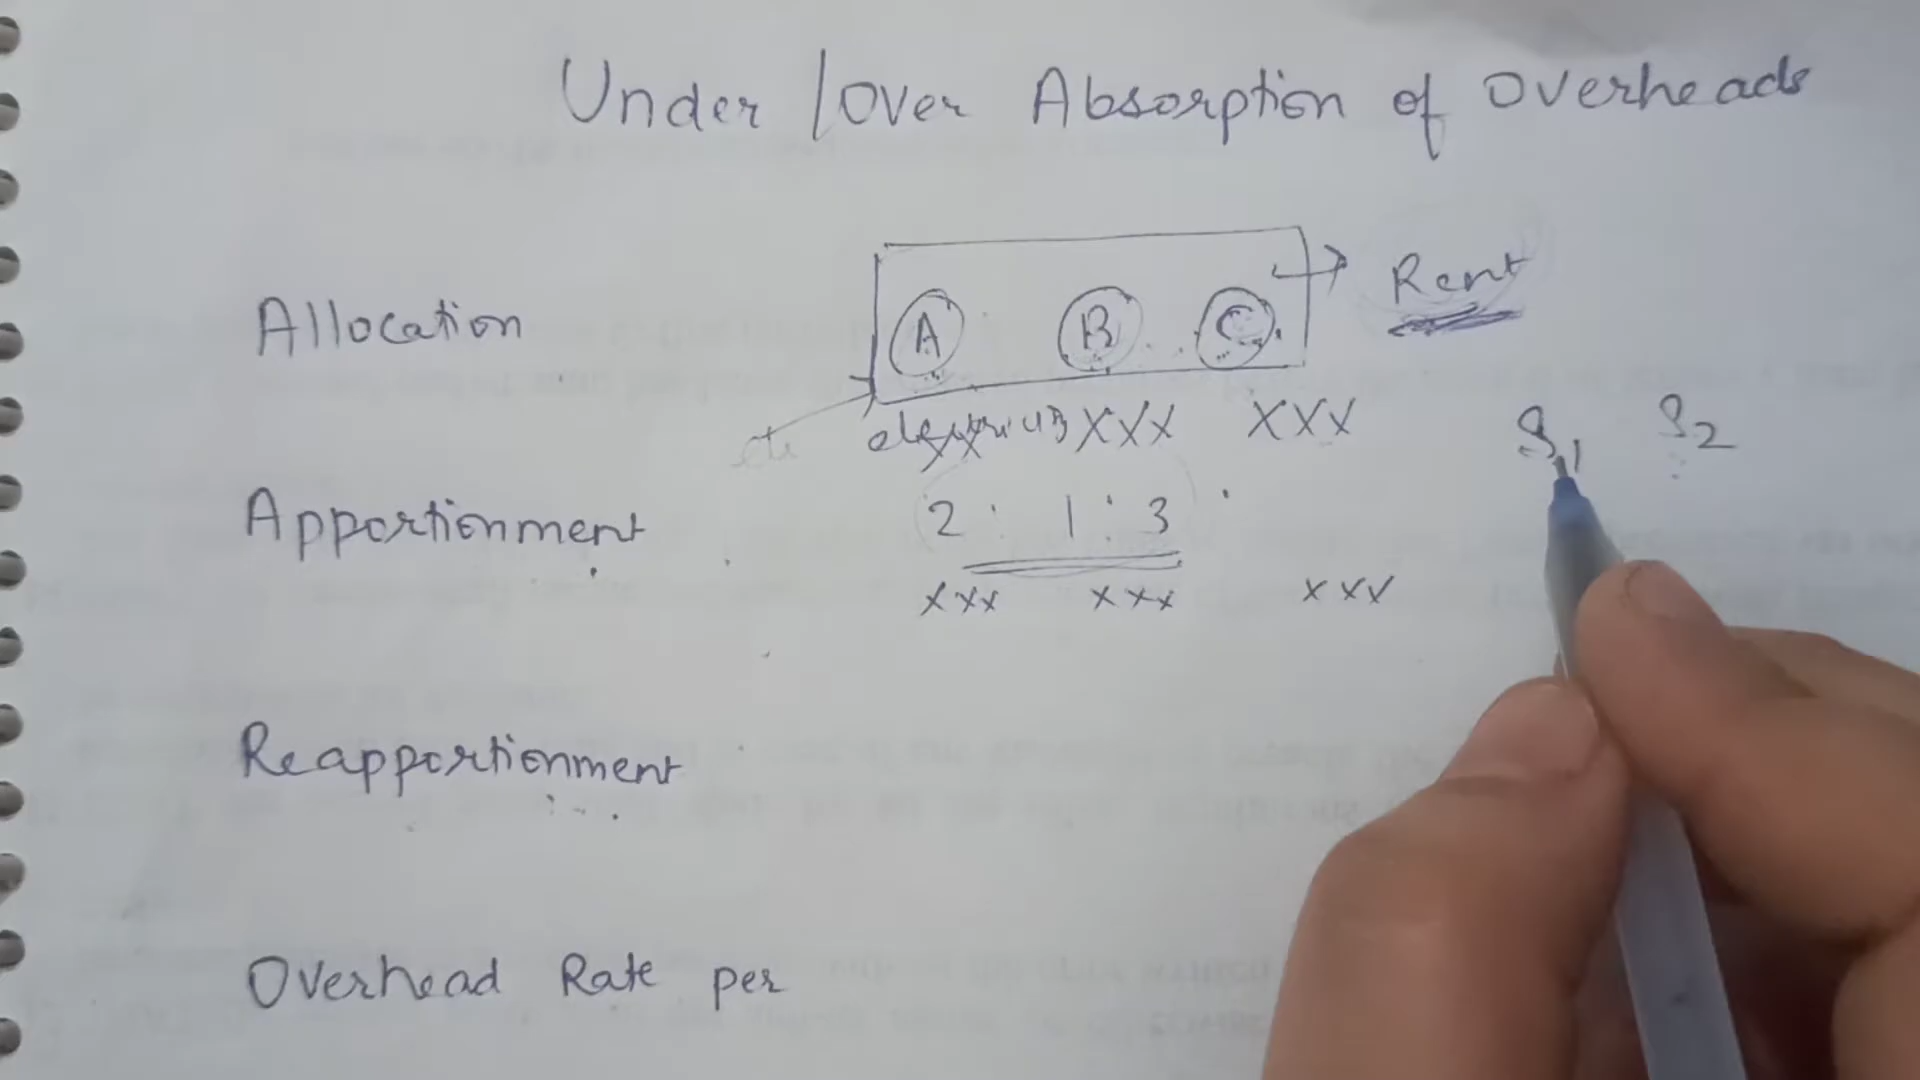 Under / Over Absorption of Overheads
Rent
Allocation
A B C
XXX XXX
S1 S2
Apportionment
2 : 1 : 3
xxx xxx xxx
Reapportionment
Overhead Rate per